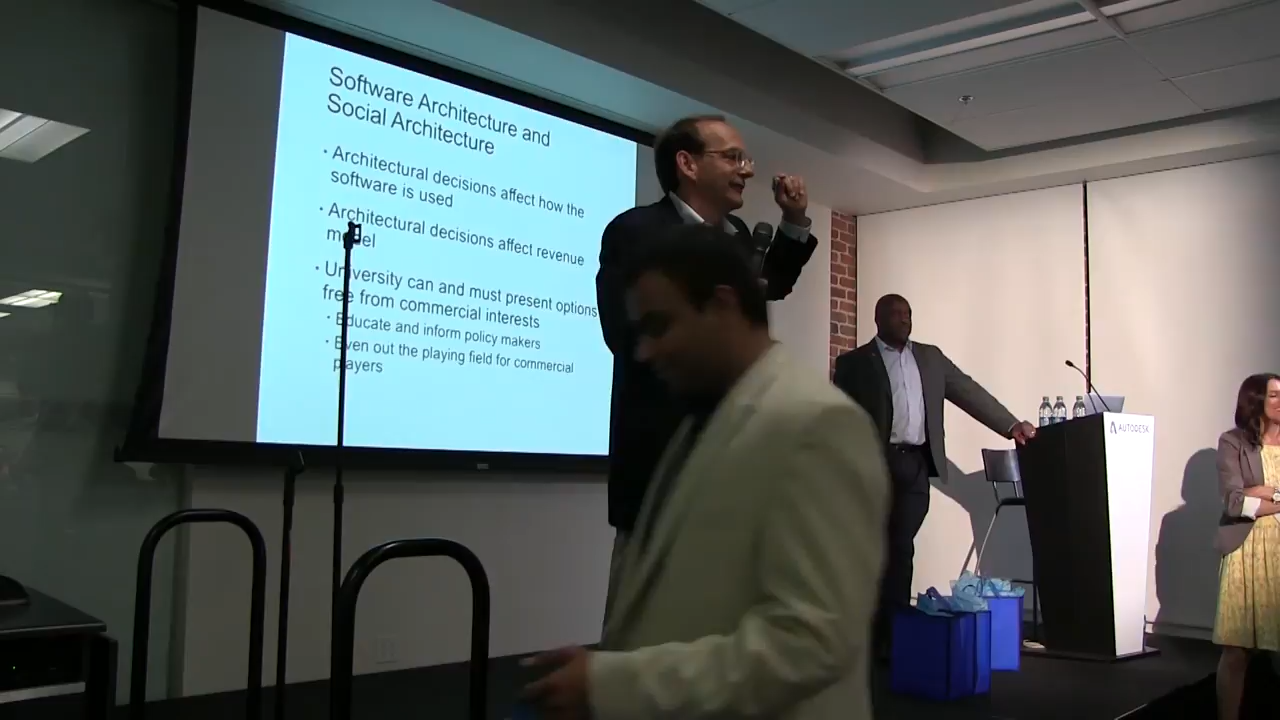 Software Architecture and
Social Architecture
· Architectural decisions affect how the
software is used
· Architectural decisions affect revenue
model
· University can and must present options
free from commercial interests
· Educate and inform policy makers
· Even out the playing field for commercial
players
AUTODESK